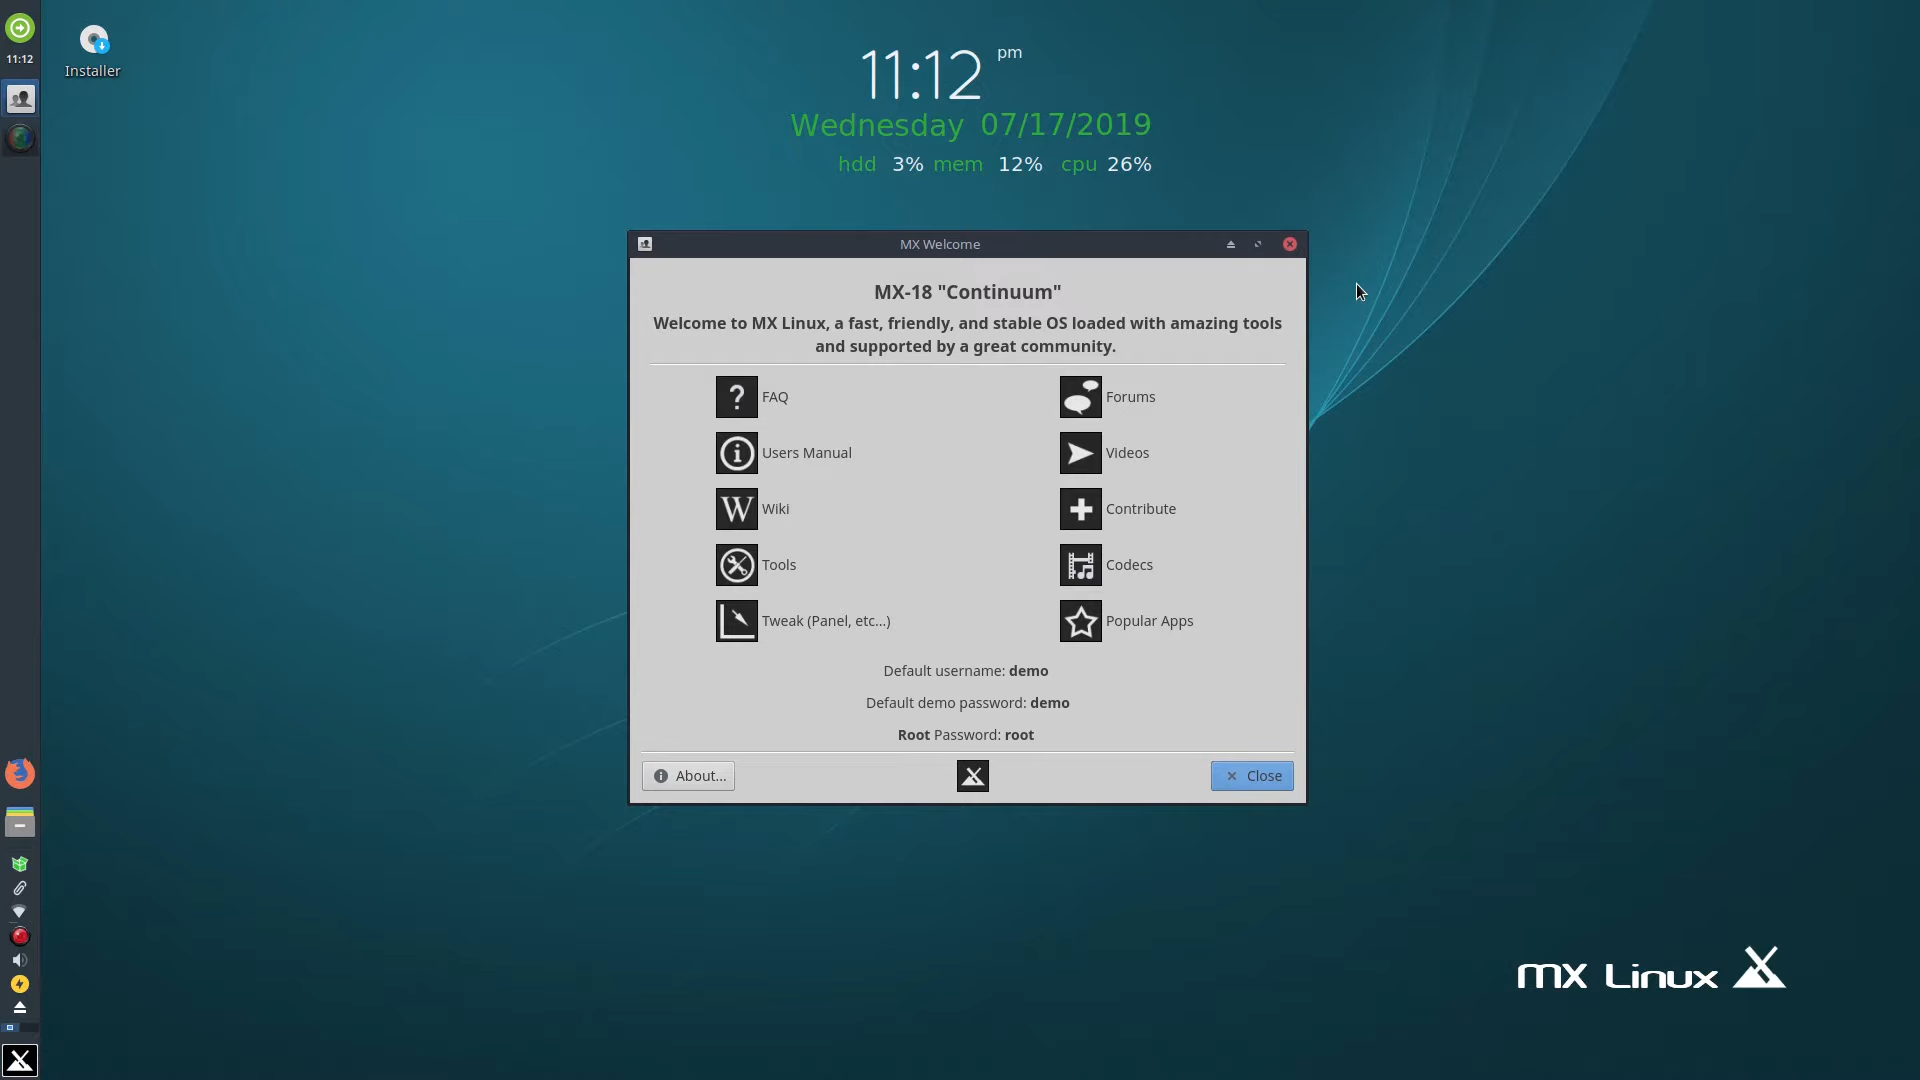 11:12
Installer
11:12 pm
Wednesday 07/17/2019
hdd 3% mem 12% cpu 26%
MX Welcome
MX-18 "Continuum"
Welcome to MX Linux, a fast, friendly, and stable OS loaded with amazing tools
and supported by a great community.
FAQ
Forums
Users Manual
Videos
W Wiki
Contribute
Tools
Codecs
Tweak (Panel, etc...)
Popular Apps
Default username: demo
Default demo password: demo
Root Password: root
About...
Close
mx Linux